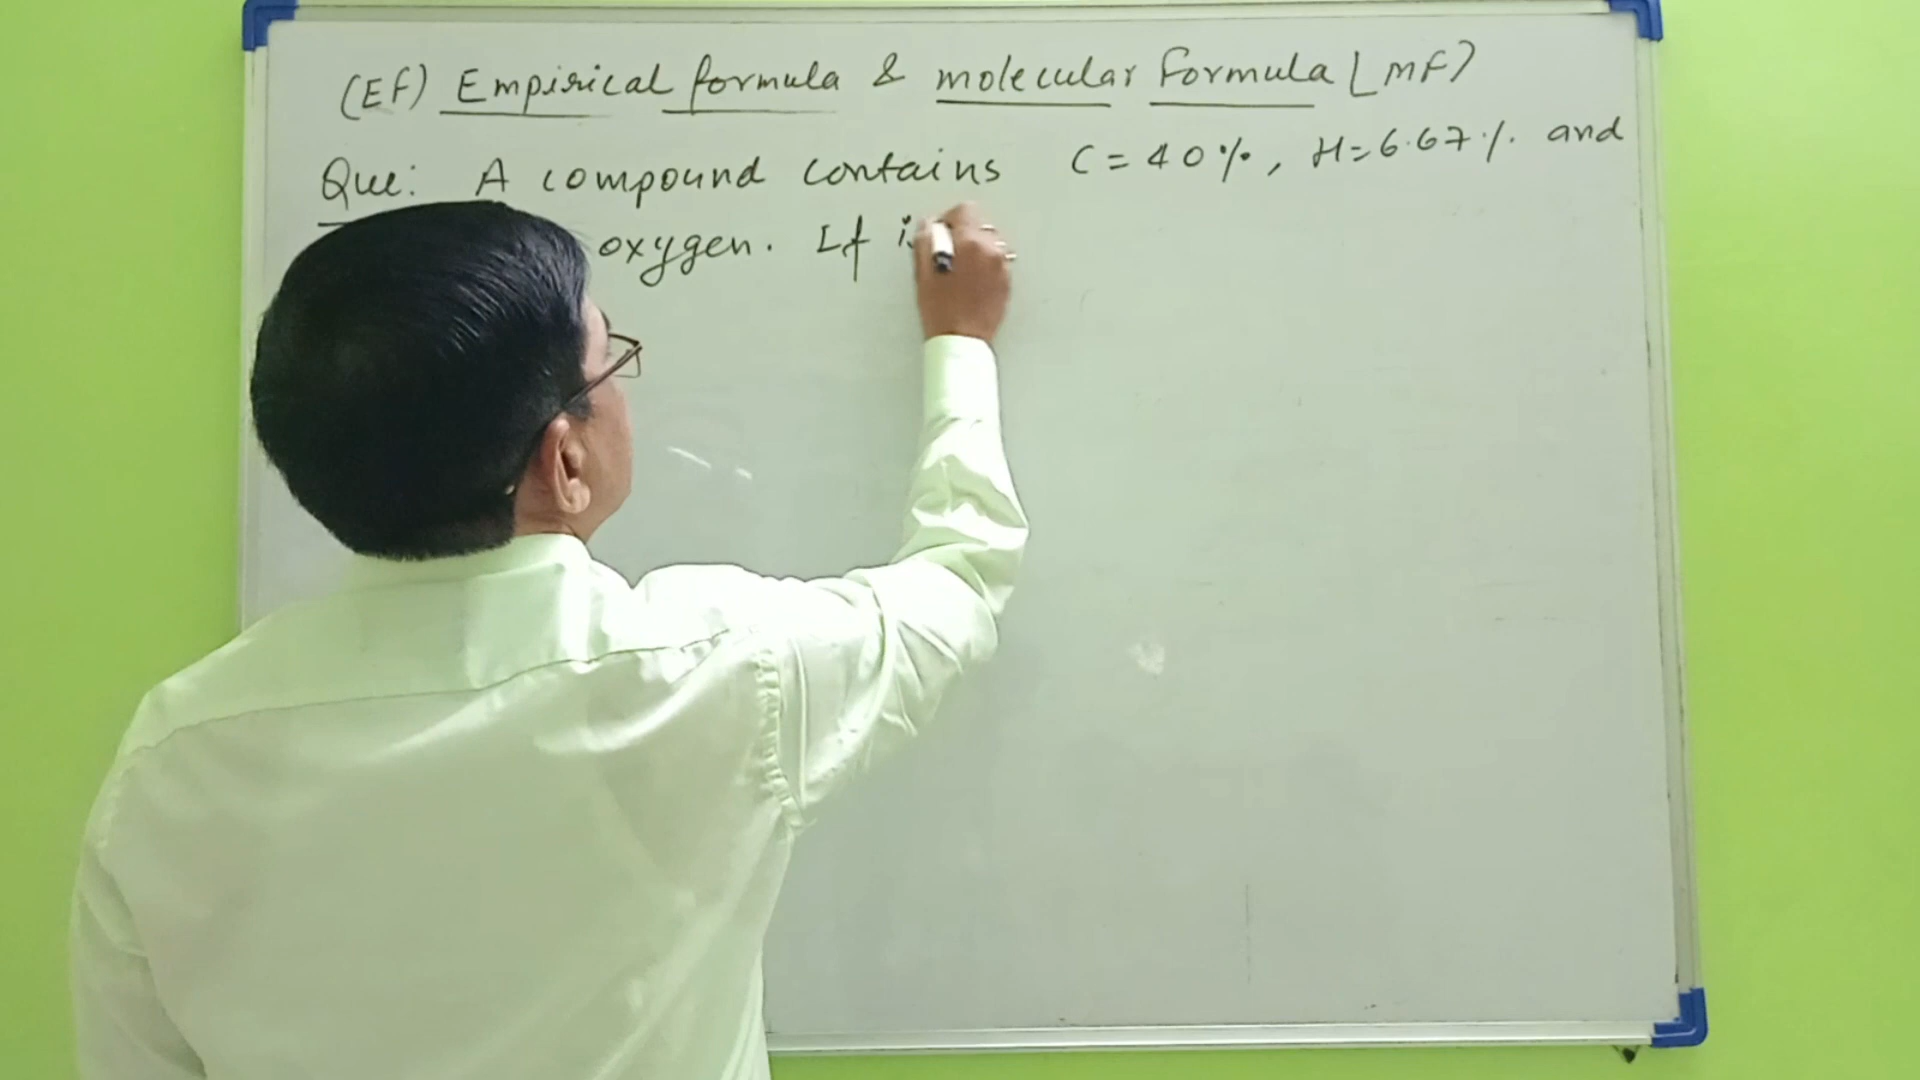 (EF) Empirical formula & molecular Formula [MF)
Que: A compound contains C = 40%, H = 6.67%. and
oxygen. If